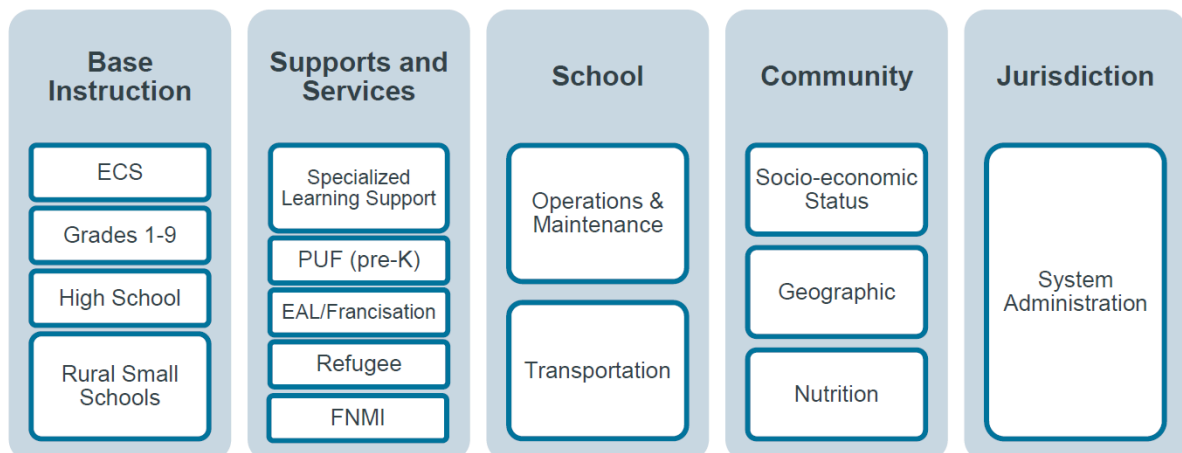 Base
Instruction
ECS
Grades 1-9
High School
Rural Small
Schools
Supports and
Services
Specialized
Learning Support
PUF (pre-K)
EAL/Francisation
Refugee
FNMI
School
Operations &
Maintenance
Transportation
Community
Socio-economic
Status
Geographic
Nutrition
Jurisdiction
System
Administration